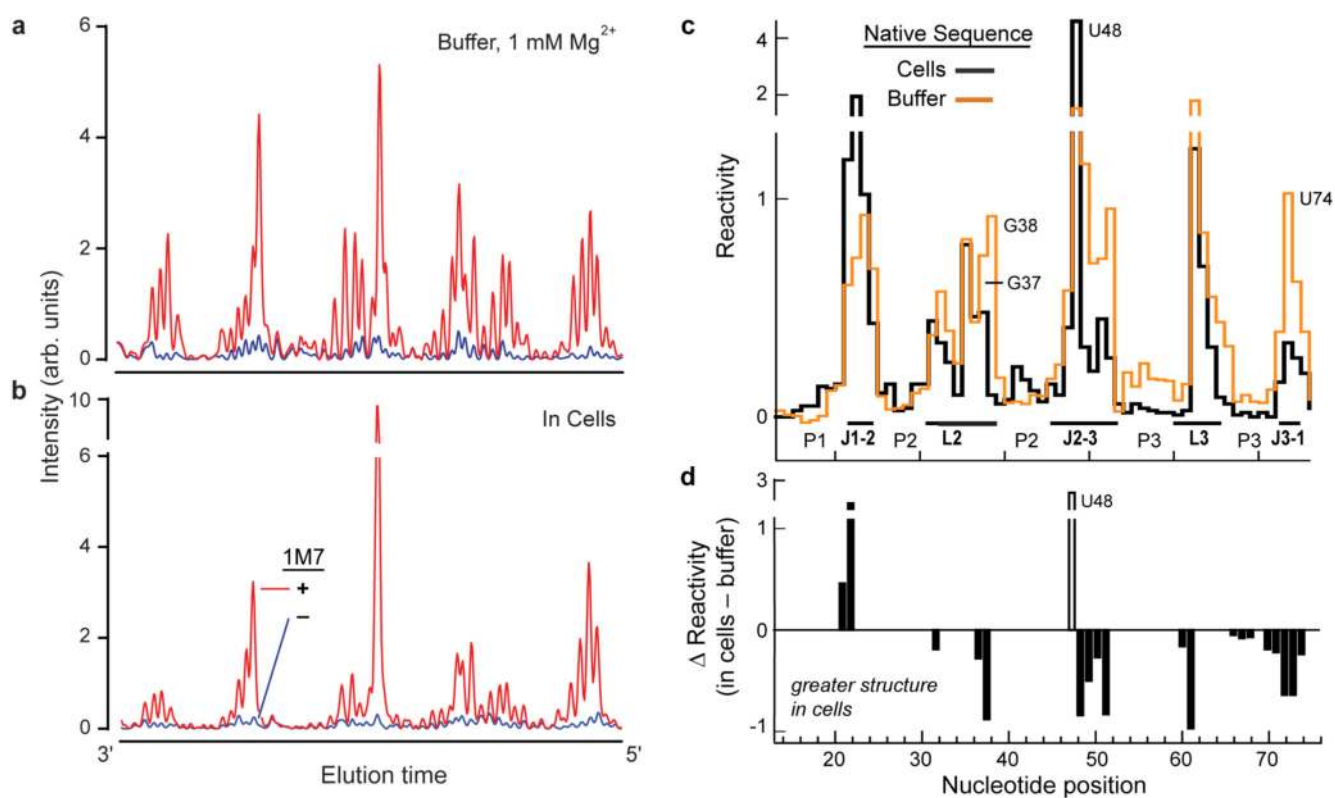 a
Buffer, 1 mM Mg2+
6
4
2
0
b
In Cells
10
8
6
4
2
0
1M7
+
−
Intensity (arb. units)
3'
5'
Elution time
c
Native Sequence
Cells
Buffer
U48
4
2
1
0
Reactivity
G38
G37
U74
P1 J1-2 P2 L2 P2 J2-3 P3 L3 P3 J3-1
d
3
1
0
-1
U48
Δ Reactivity
(in cells – buffer)
greater structure
in cells
20 30 40 50 60 70
Nucleotide position